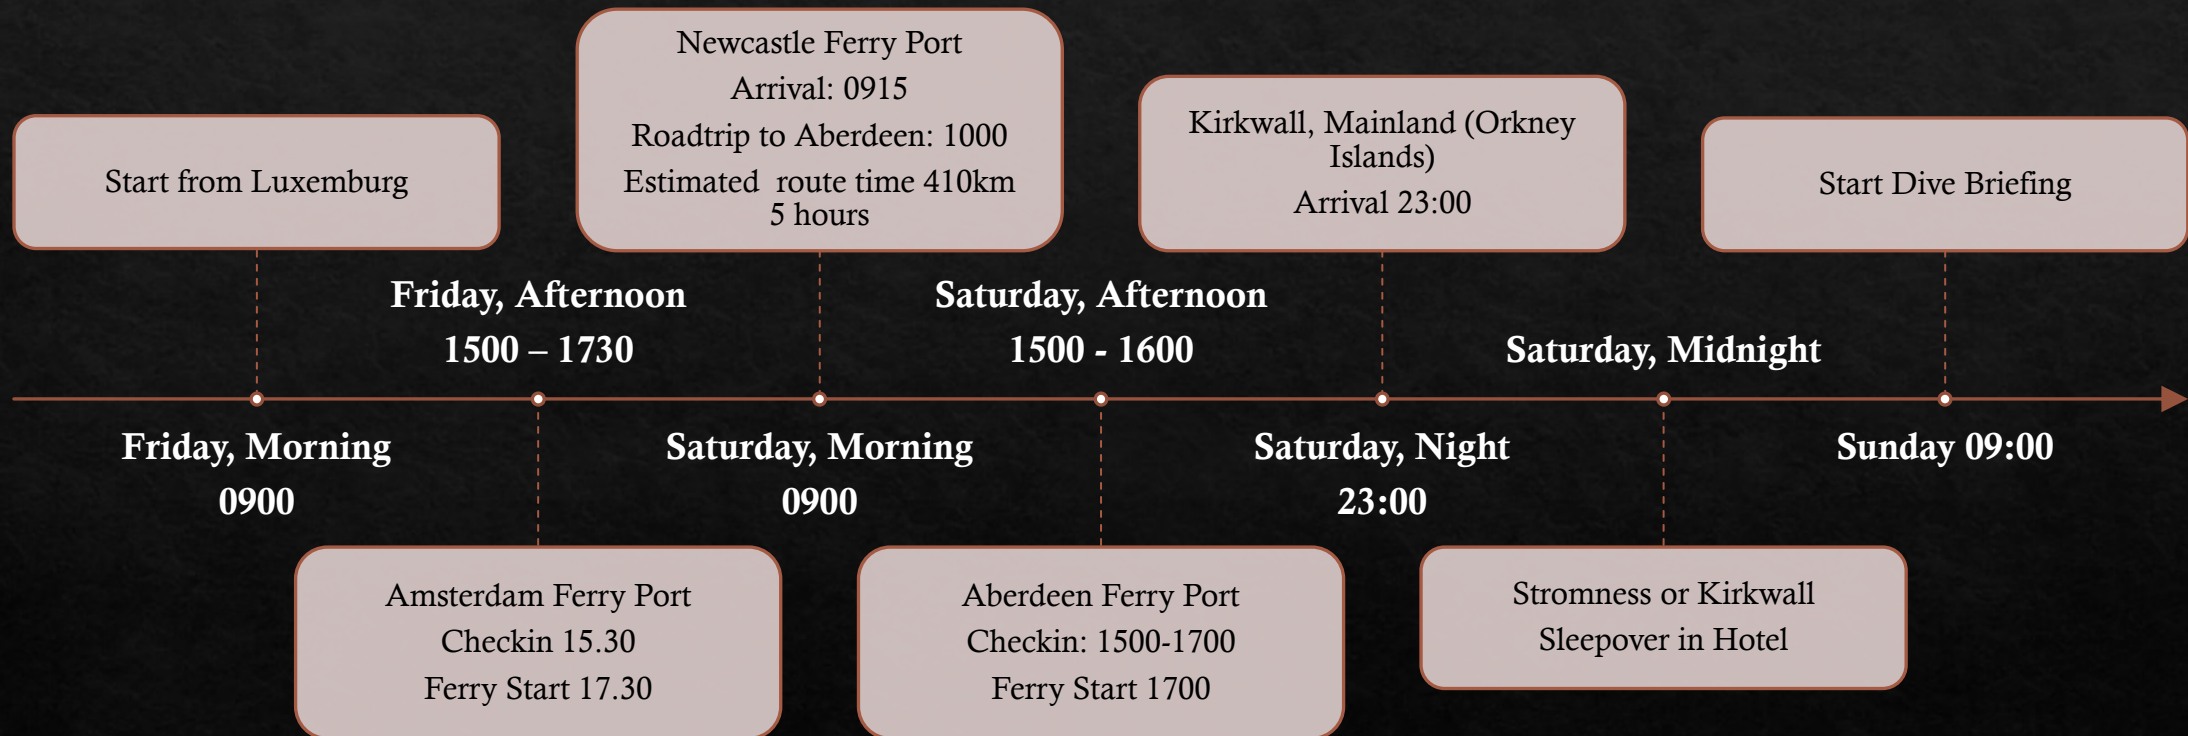 Start from Luxemburg
Friday, Morning
0900
Friday, Afternoon
1500 – 1730
Amsterdam Ferry Port
Checkin 15.30
Ferry Start 17.30
Newcastle Ferry Port
Arrival: 0915
Roadtrip to Aberdeen: 1000
Estimated  route time 410km
5 hours
Saturday, Morning
0900
Saturday, Afternoon
1500 - 1600
Aberdeen Ferry Port
Checkin: 1500-1700
Ferry Start 1700
Kirkwall, Mainland (Orkney
Islands)
Arrival 23:00
Saturday, Night
23:00
Saturday, Midnight
Stromness or Kirkwall
Sleepover in Hotel
Start Dive Briefing
Sunday 09:00